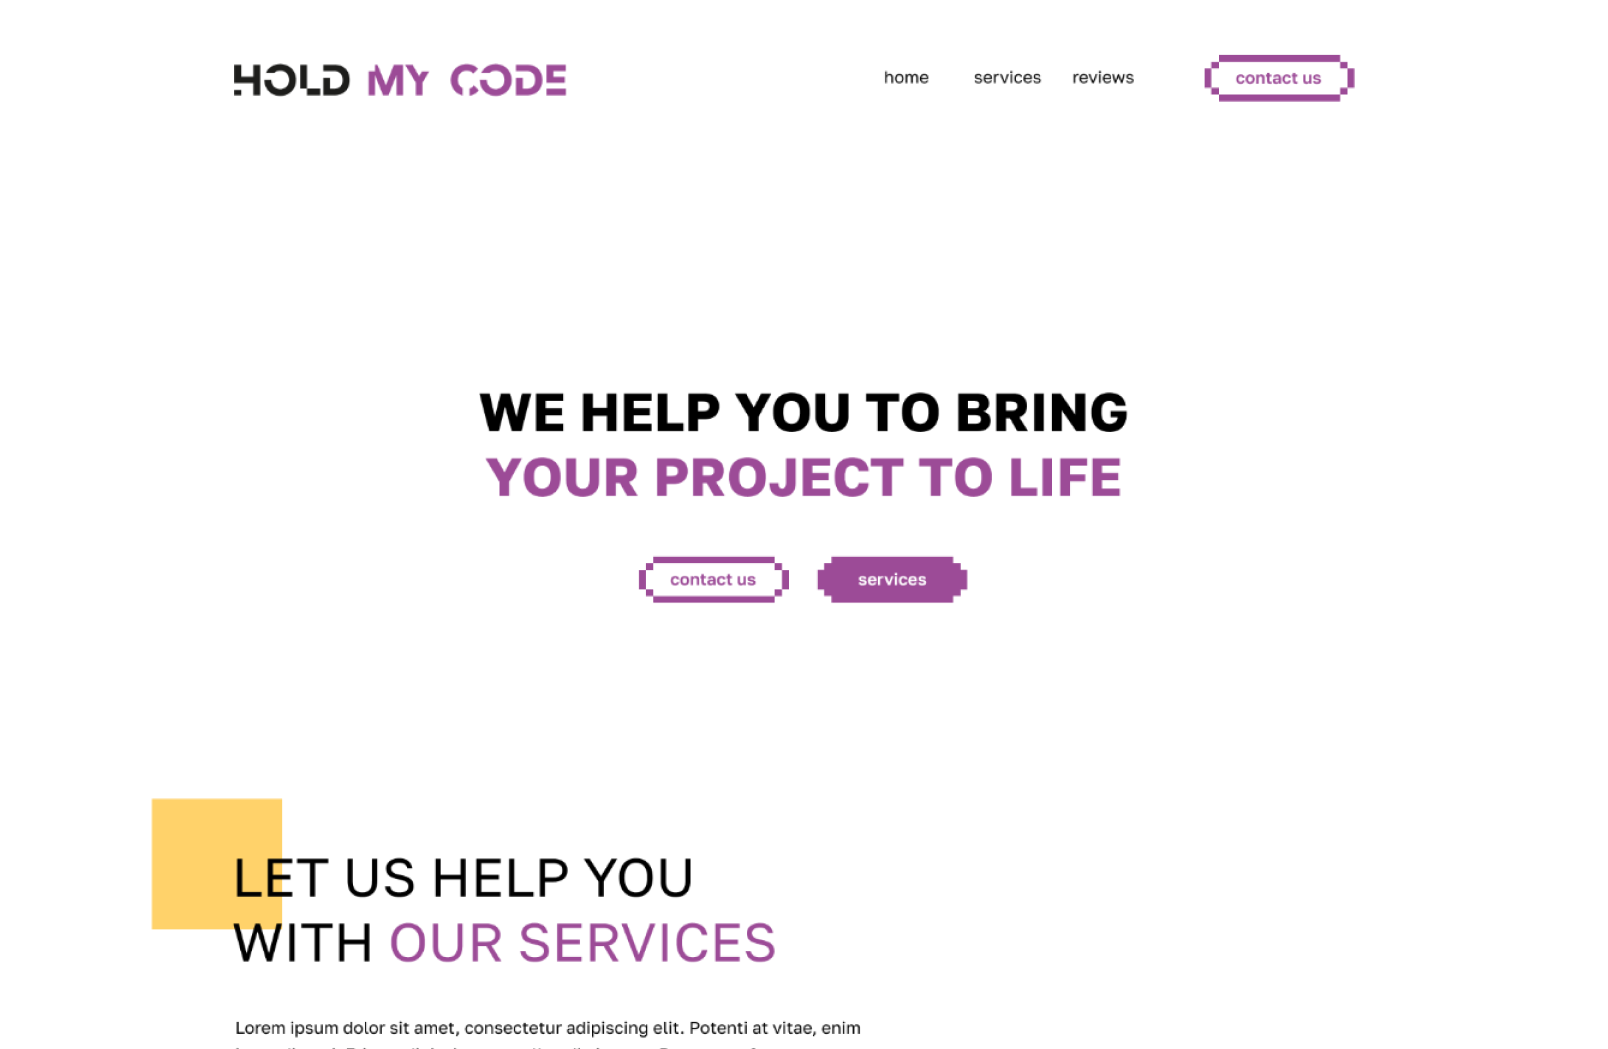 HOLD MY CODE
home services reviews contact us
WE HELP YOU TO BRING
YOUR PROJECT TO LIFE
contact us services
LET US HELP YOU
WITH OUR SERVICES
Lorem ipsum dolor sit amet, consectetur adipiscing elit. Potenti at vitae, enim